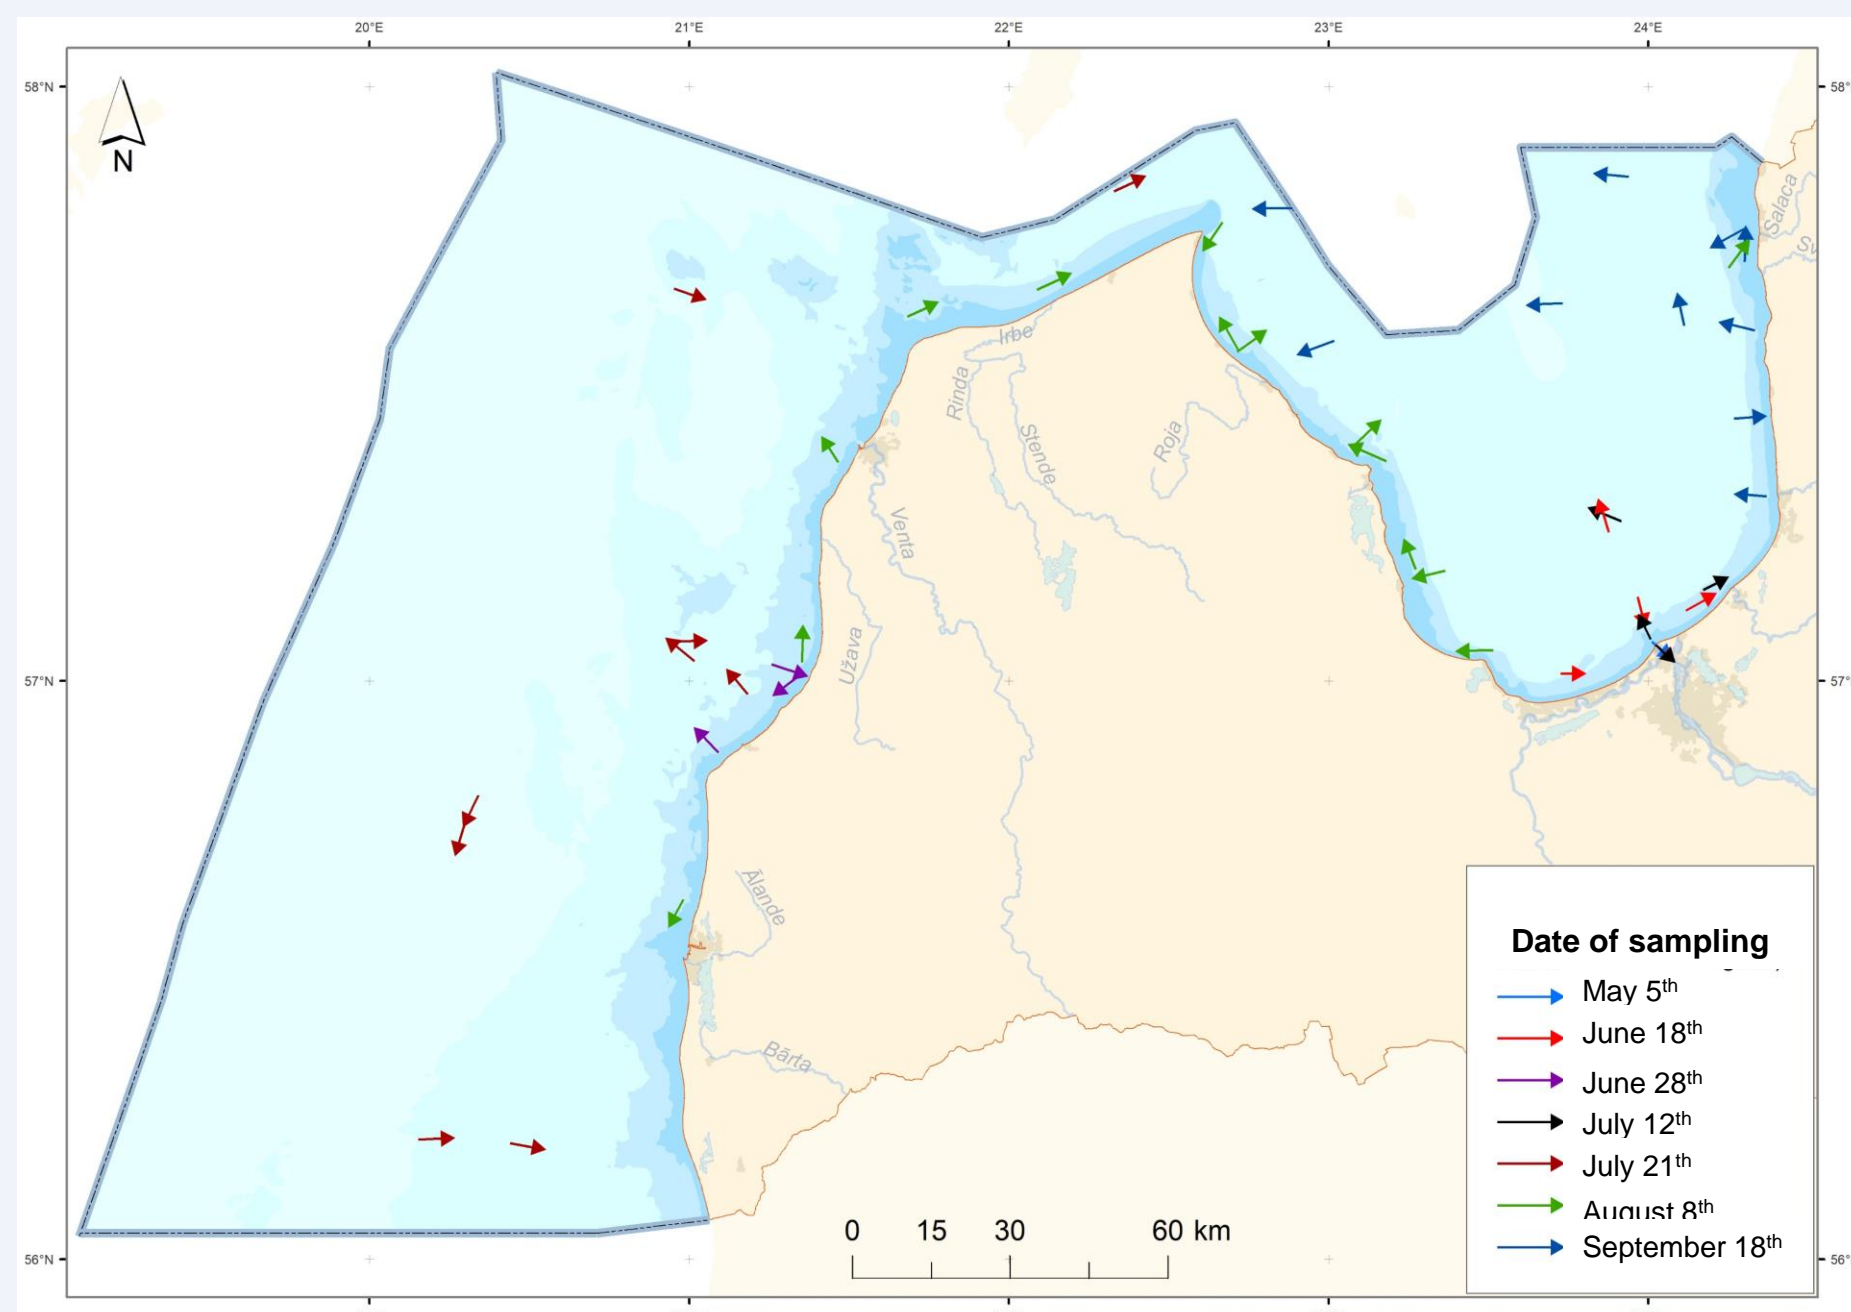 20°E 21°E 22°E 23°E 24°E
58°N 58°
N
Salaca
Sv
Irbe
Rinda
Stende
Roja
Venta
Užava
57°N 57°
Ālande
Bārta
Date of sampling
May 5th
June 18th
June 28th
July 12th
July 21th
August 8th
September 18th
0 15 30 60 km
56°N 56°